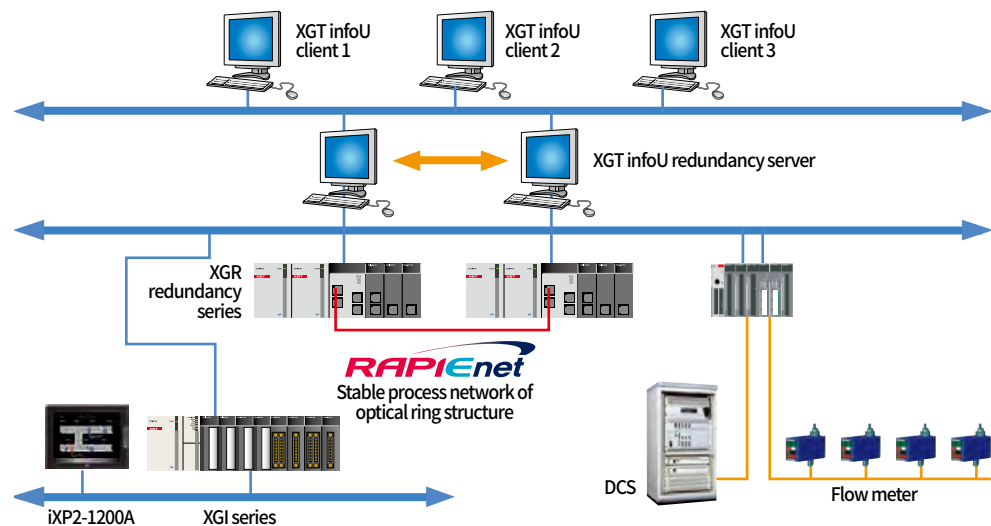 XGT infoU
client 1
XGT infoU
client 2
XGT infoU
client 3
XGT infoU redundancy server
XGR
redundancy
series
RAPIEnet
Stable process network of
optical ring structure
DCS
Flow meter
iXP2-1200A
XGI series